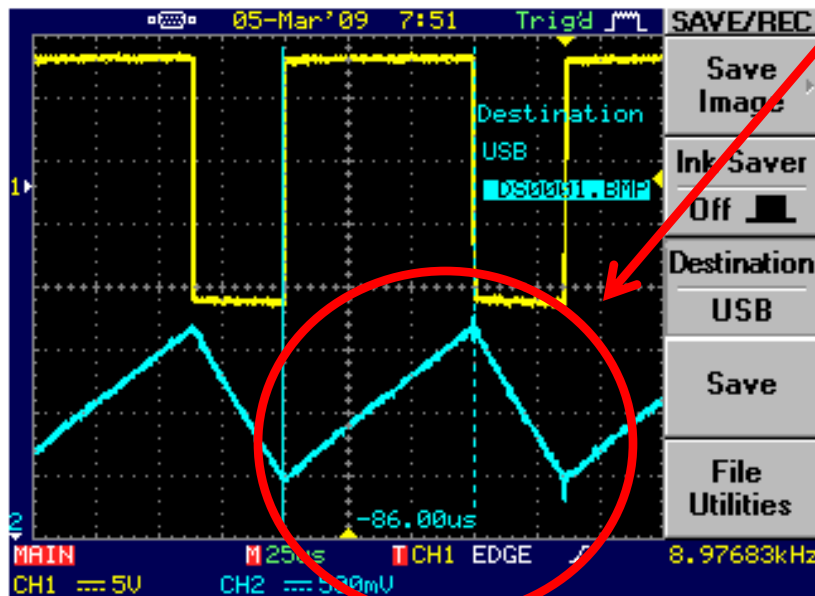 05-Mar'09 7:51 Trig'd SAVE/REC
Save
Image
Destination
USB
DS0001.BMP
1
Ink Saver
Off
Destination
USB
Save
File
Utilities
-86.00us
2
MAIN M 25us T CH1 EDGE 8.97683kHz
CH1 5V CH2 500mV